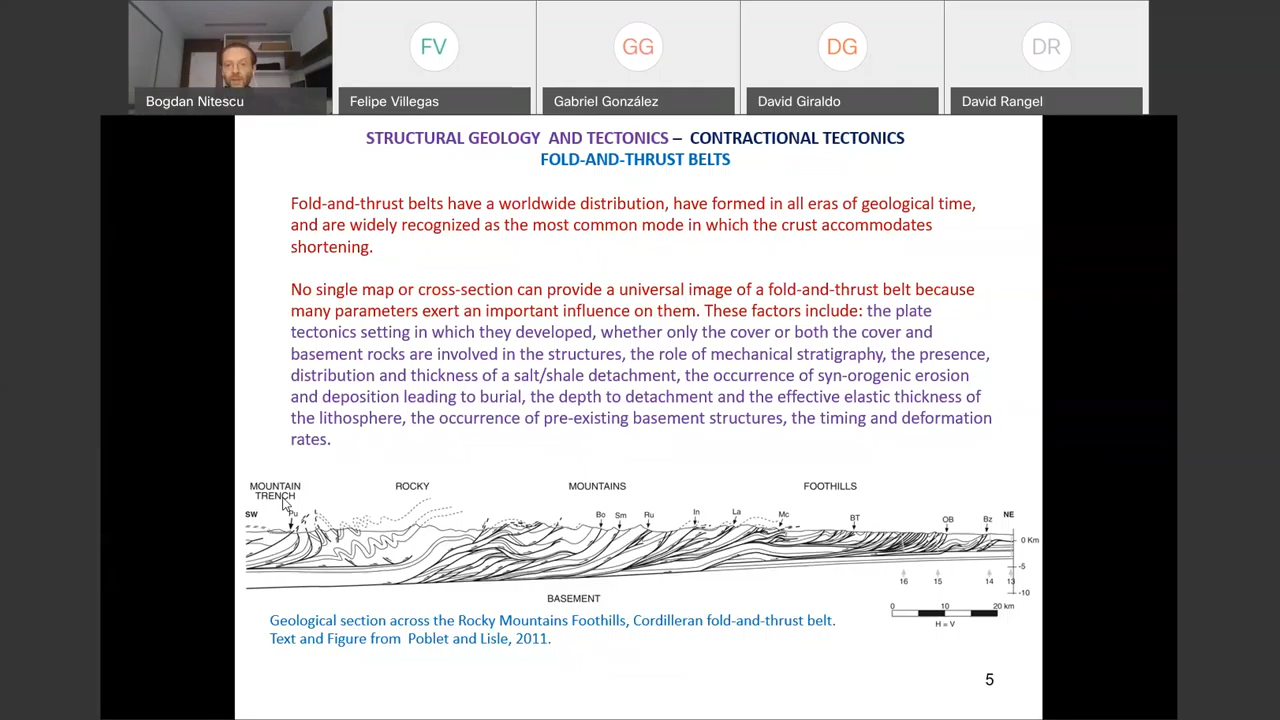 FV
GG
DG
DR
Bogdan Nitescu
Felipe Villegas
Gabriel González
David Giraldo
David Rangel
STRUCTURAL GEOLOGY AND TECTONICS – CONTRACTIONAL TECTONICS
FOLD-AND-THRUST BELTS
Fold-and-thrust belts have a worldwide distribution, have formed in all eras of geological time,
and are widely recognized as the most common mode in which the crust accommodates
shortening.
No single map or cross-section can provide a universal image of a fold-and-thrust belt because
many parameters exert an important influence on them. These factors include: the plate
tectonics setting in which they developed, whether only the cover or both the cover and
basement rocks are involved in the structures, the role of mechanical stratigraphy, the presence,
distribution and thickness of a salt/shale detachment, the occurrence of syn-orogenic erosion
and deposition leading to burial, the depth to detachment and the effective elastic thickness of
the lithosphere, the occurrence of pre-existing basement structures, the timing and deformation
rates.
MOUNTAIN ROCKY MOUNTAINS FOOTHILLS
TRENCH
SW Pu Bo Sm Ru In La Mc BT OB Bz NE
0 Km
-5
16 15 14 13
-10
BASEMENT
0 10 20 km
H = V
Geological section across the Rocky Mountains Foothills, Cordilleran fold-and-thrust belt.
Text and Figure from Poblet and Lisle, 2011.
5